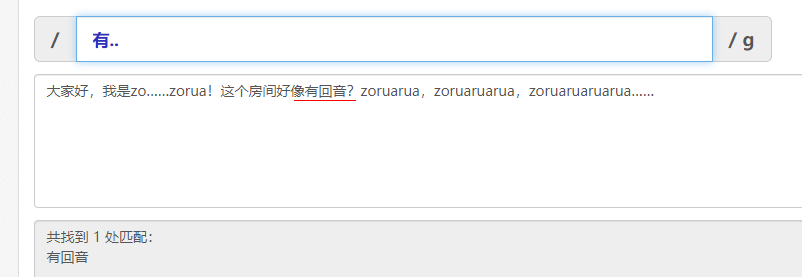 / 有.. / g
大家好，我是zo......zorua！这个房间好像有回音？zoruarua，zoruaruarua，zoruaruaruarua......
共找到 1 处匹配：
有回音